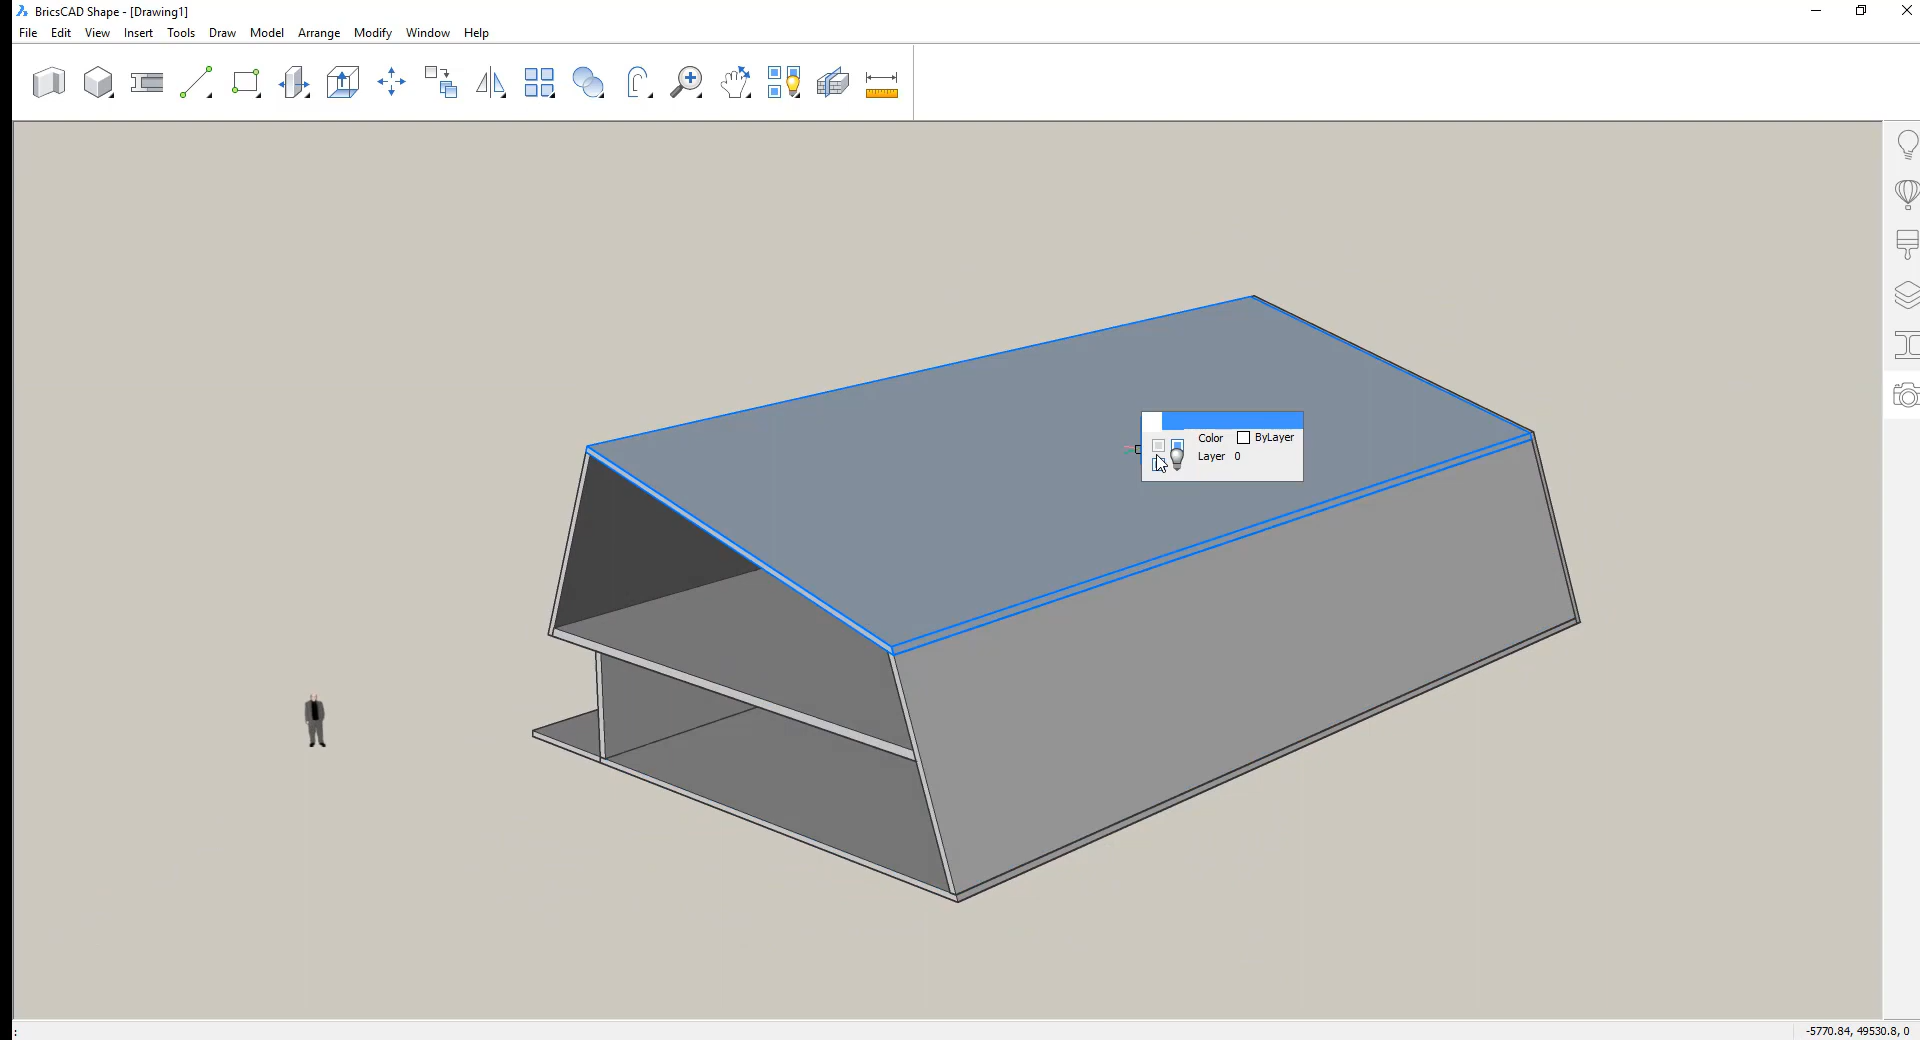 BricsCAD Shape - [Drawing1]
File Edit View Insert Tools Draw Model Arrange Modify Window Help
Color ByLayer
Layer 0
:
-5770.84, 49530.8, 0